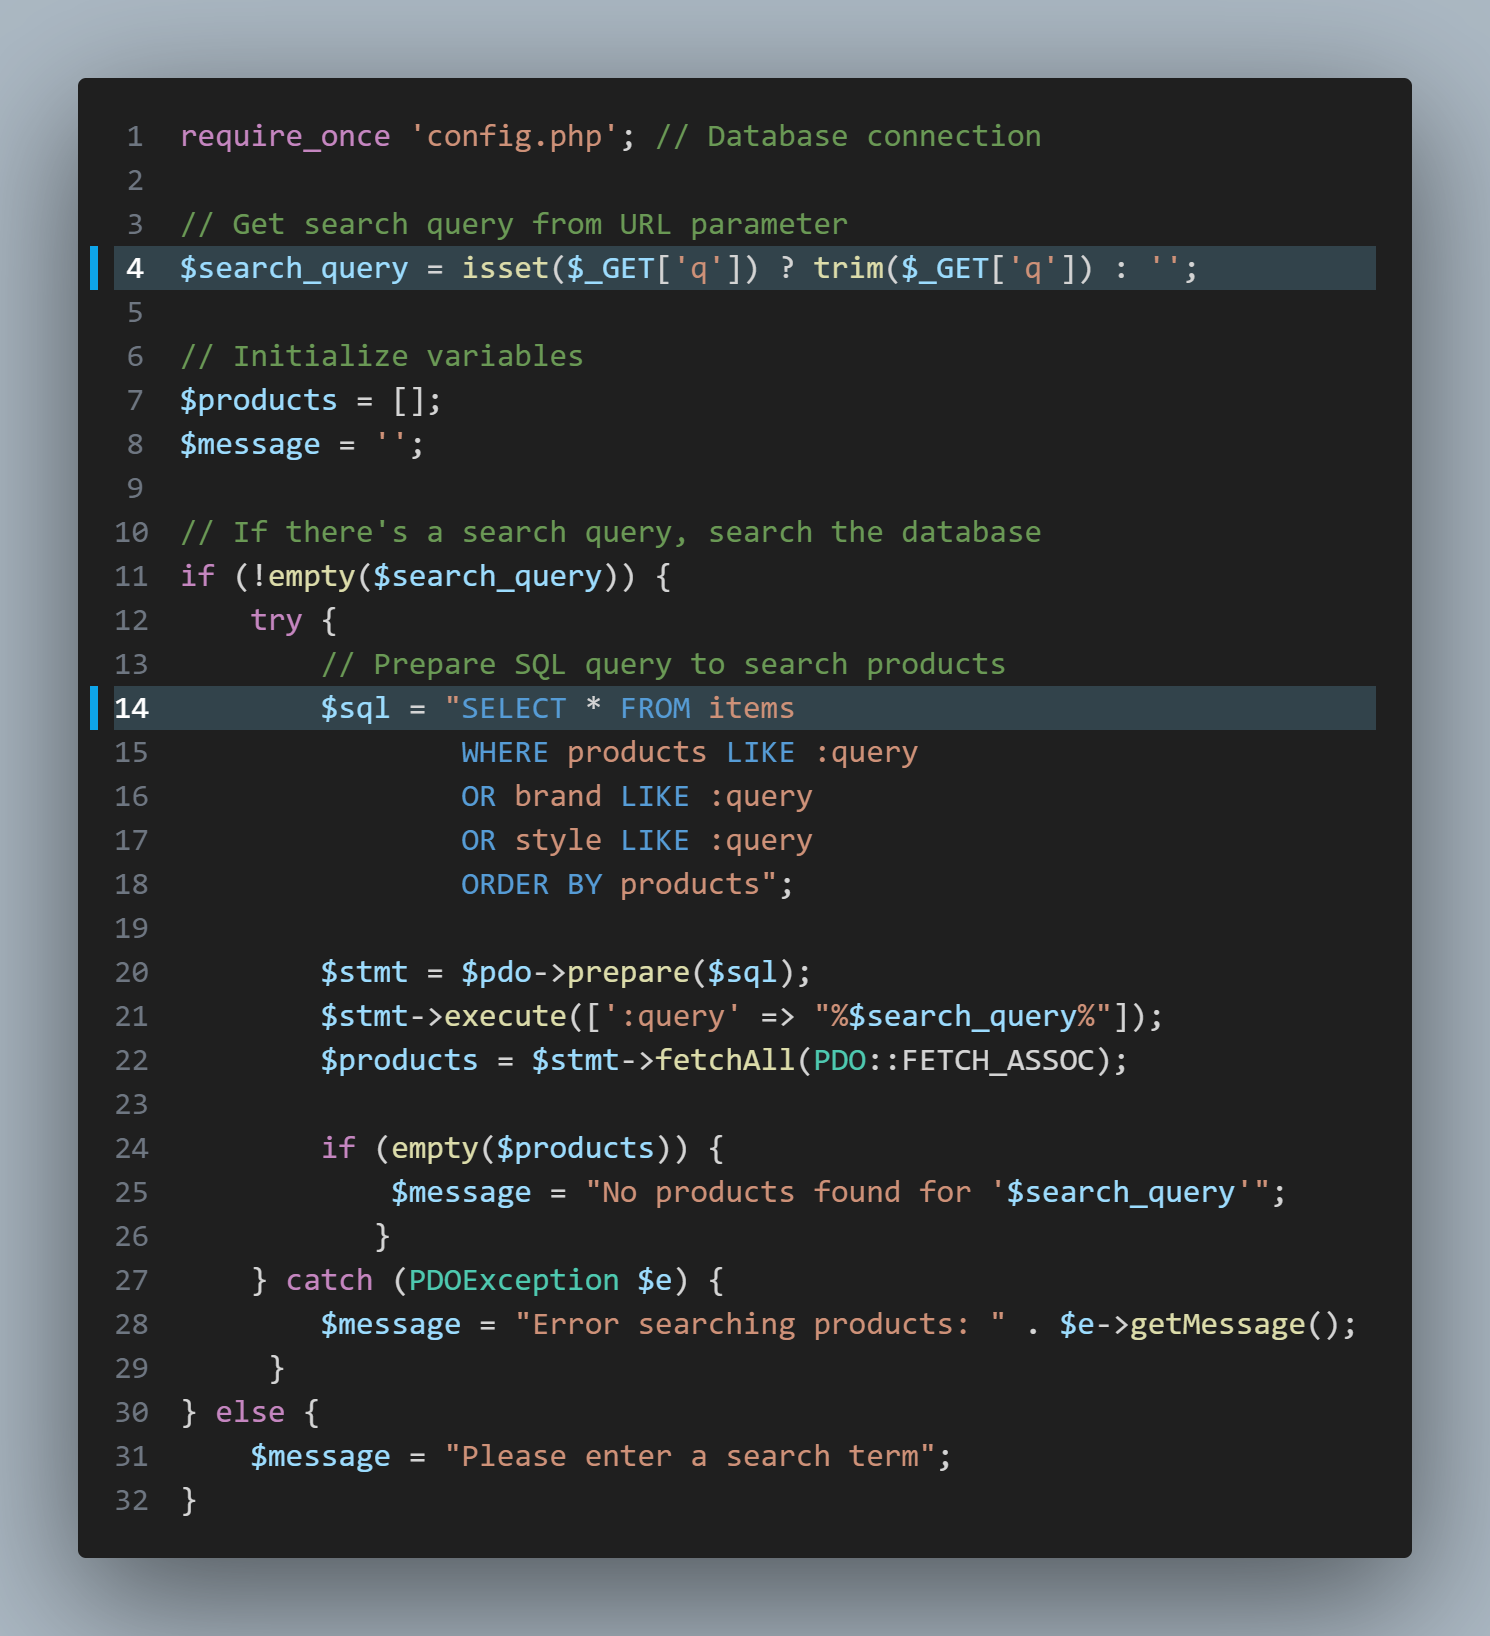 1 require_once 'config.php'; // Database connection
2
3 // Get search query from URL parameter
4 $search_query = isset($_GET['q']) ? trim($_GET['q']) : '';
5
6 // Initialize variables
7 $products = [];
8 $message = '';
9
10 // If there's a search query, search the database
11 if (!empty($search_query)) {
12     try {
13         // Prepare SQL query to search products
14         $sql = "SELECT * FROM items
15                 WHERE products LIKE :query
16                 OR brand LIKE :query
17                 OR style LIKE :query
18                 ORDER BY products";
19
20         $stmt = $pdo->prepare($sql);
21         $stmt->execute([':query' => "%$search_query%"]);
22         $products = $stmt->fetchAll(PDO::FETCH_ASSOC);
23
24         if (empty($products)) {
25             $message = "No products found for '$search_query'";
26            }
27     } catch (PDOException $e) {
28         $message = "Error searching products: " . $e->getMessage();
29      }
30 } else {
31     $message = "Please enter a search term";
32 }